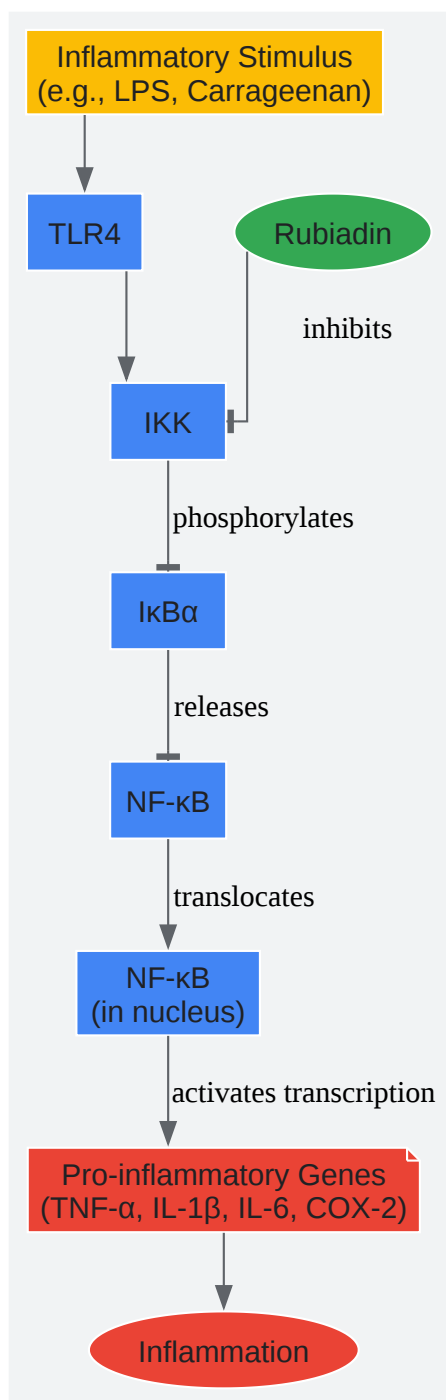 Inflammatory Stimulus
(e.g., LPS, Carrageenan)
TLR4
Rubiadin
inhibits
IKK
phosphorylates
IκBα
releases
NF-κB
translocates
NF-κB
(in nucleus)
activates transcription
Pro-inflammatory Genes
(TNF-α, IL-1β, IL-6, COX-2)
Inflammation